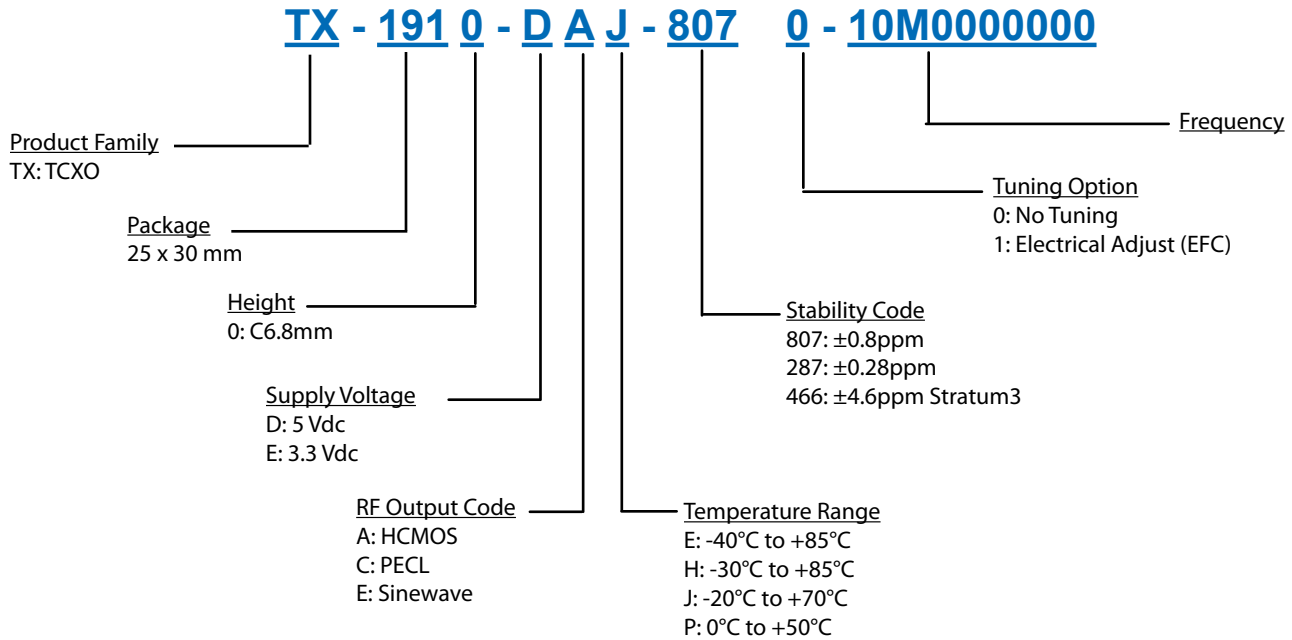 TX - 191 0 - D A J - 807 0 - 10M0000000
Product Family
TX: TCXO
Package
25 x 30 mm
Height
0: C6.8mm
Supply Voltage
D: 5 Vdc
E: 3.3 Vdc
RF Output Code
A: HCMOS
C: PECL
E: Sinewave
Temperature Range
E: -40°C to +85°C
H: -30°C to +85°C
J: -20°C to +70°C
P: 0°C to +50°C
Stability Code
807: ±0.8ppm
287: ±0.28ppm
466: ±4.6ppm Stratum3
Tuning Option
0: No Tuning
1: Electrical Adjust (EFC)
Frequency